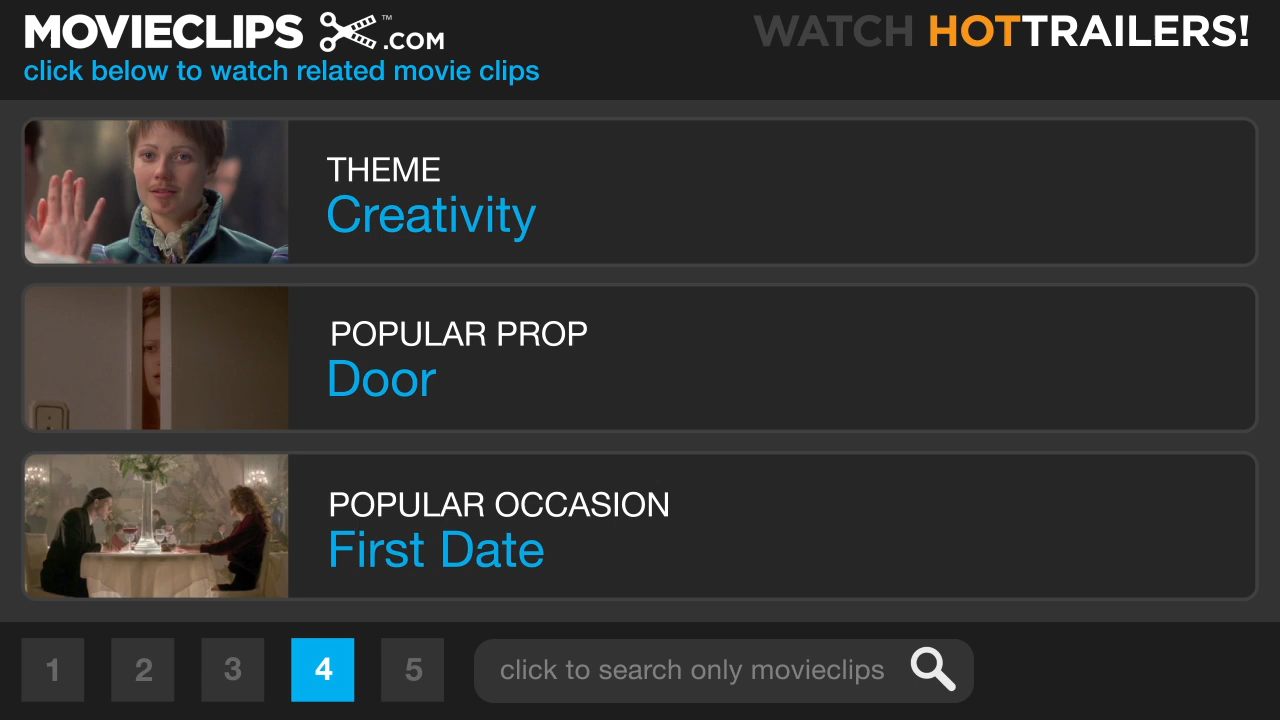 MOVIECLIPS ™ .COM
WATCH HOTTRAILERS!
click below to watch related movie clips
THEME
Creativity
POPULAR PROP
Door
POPULAR OCCASION
First Date
1 2 3 4 5
click to search only movieclips